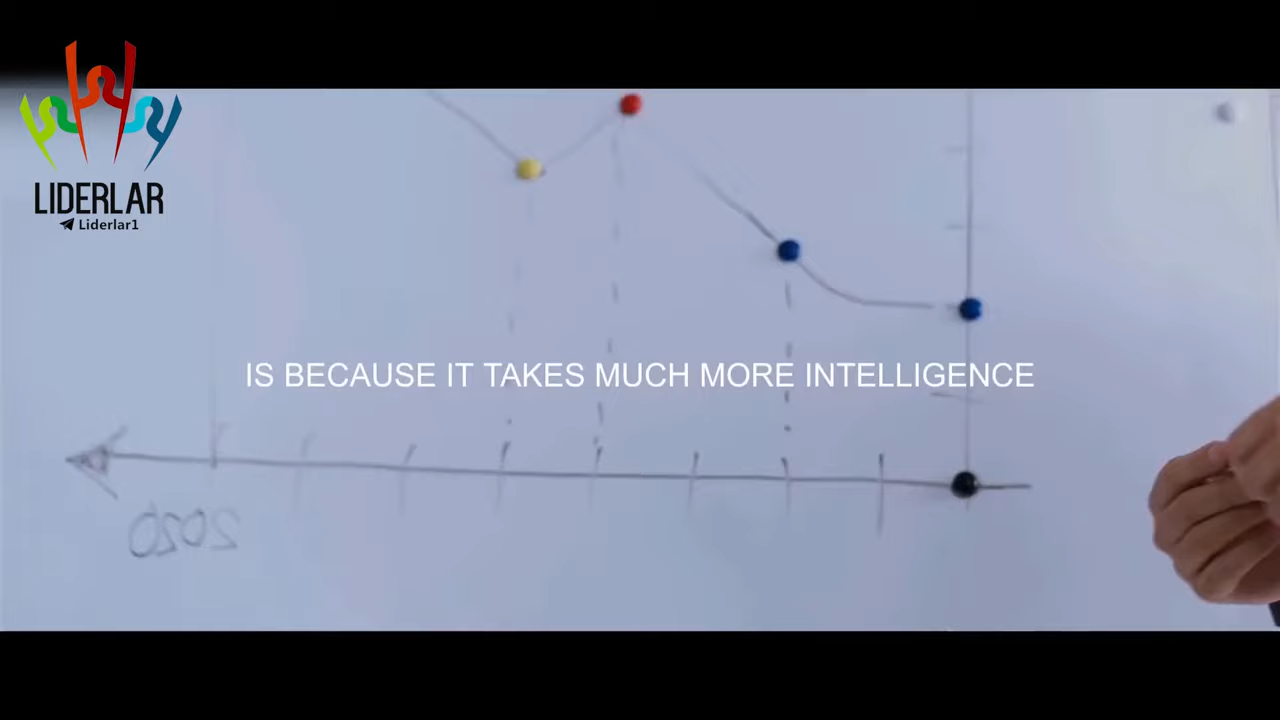 LIDERLAR
Liderlar1
IS BECAUSE IT TAKES MUCH MORE INTELLIGENCE
2020